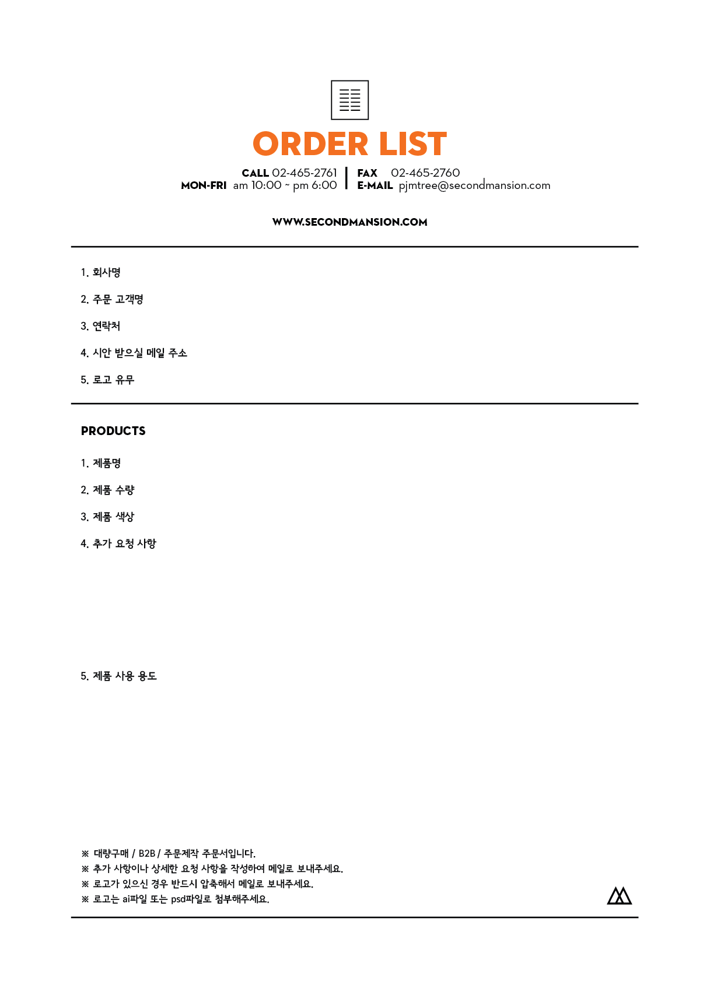 ORDER LIST
CALL 02-465-2761 FAX 02-465-2760
MON-FRI am 10:00 ~ pm 6:00 E-MAIL pjmtree@secondmansion.com
WWW.SECONDMANSION.COM
1. 회사명
2. 주문 고객명
3. 연락처
4. 시안 받으실 메일 주소
5. 로고 유무
PRODUCTS
1. 제품명
2. 제품 수량
3. 제품 색상
4. 추가 요청 사항
5. 제품 사용 용도
※ 대량구매 / B2B / 주문제작 주문서입니다.
※ 추가 사항이나 상세한 요청 사항을 작성하여 메일로 보내주세요.
※ 로고가 있으신 경우 반드시 압축해서 메일로 보내주세요.
※ 로고는 ai파일 또는 psd파일로 첨부해주세요.